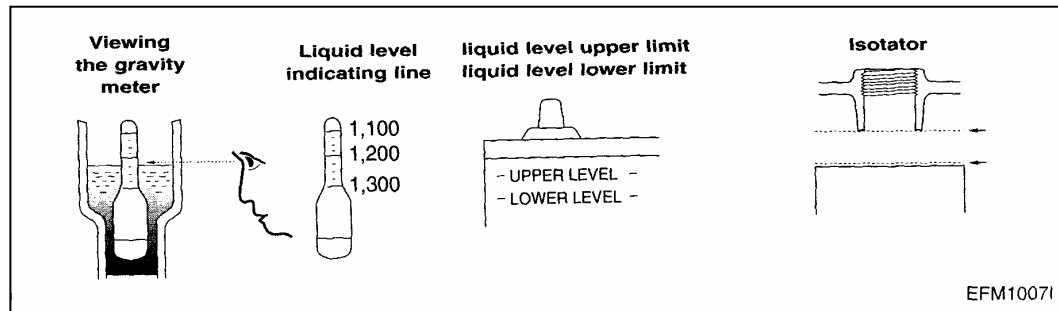 Viewing
the gravity
meter
Liquid level
indicating line
liquid level upper limit
liquid level lower limit
Isotator
1,100
1,200
1,300
- UPPER LEVEL -
- LOWER LEVEL -
EFM1007I